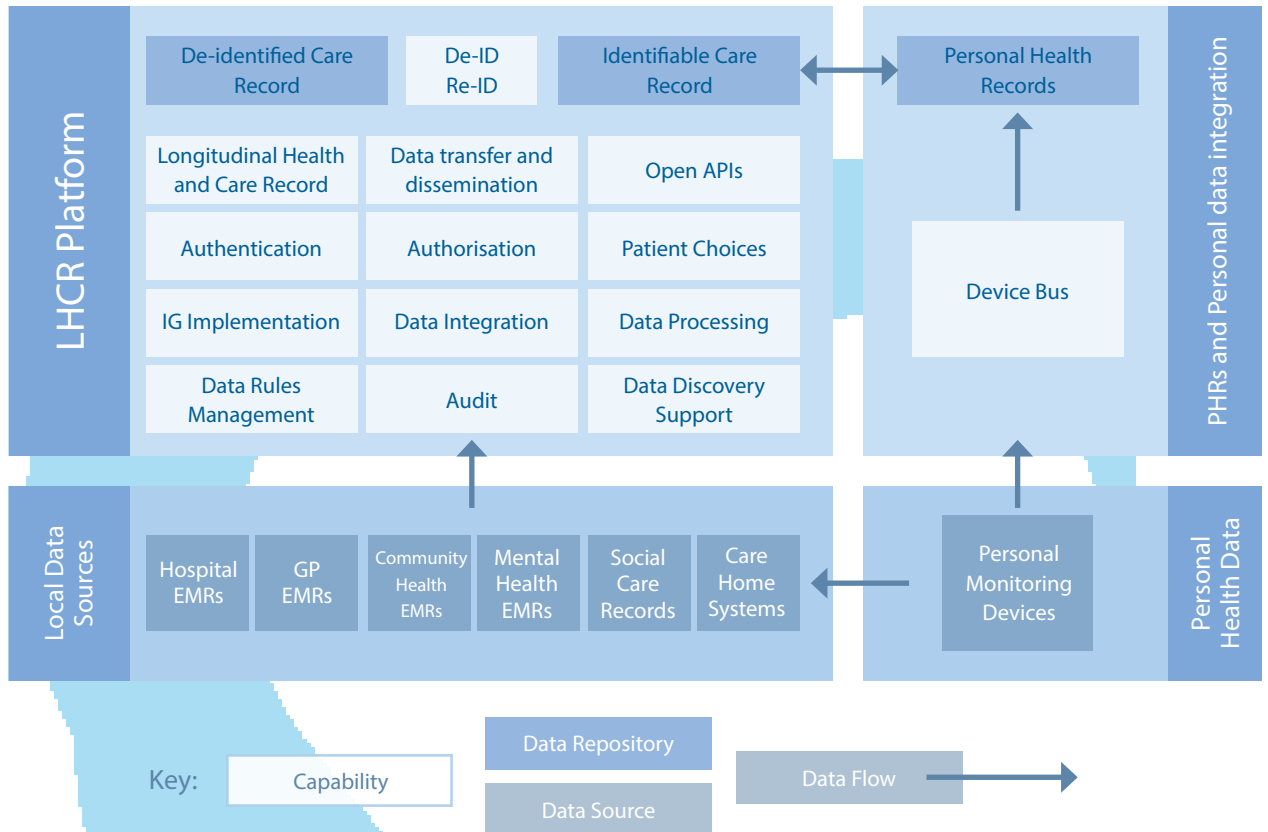 LHCR Platform
De-identified Care
Record
De-ID
Re-ID
Identifiable Care
Record
Longitudinal Health
and Care Record
Data transfer and
dissemination
Open APIs
Authentication
Authorisation
Patient Choices
IG Implementation
Data Integration
Data Processing
Data Rules
Management
Audit
Data Discovery
Support
Personal Health
Records
Device Bus
PHRs and Personal data integration
Local Data
Sources
Hospital
EMRs
GP
EMRs
Community
Health
EMRs
Mental
Health
EMRs
Social
Care
Records
Care
Home
Systems
Personal
Monitoring
Devices
Personal
Health Data
Key:
Capability
Data Repository
Data Source
Data Flow